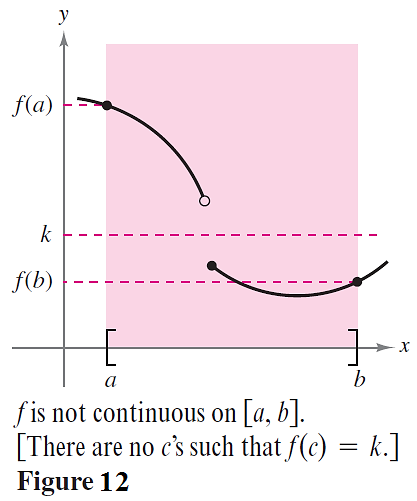 y
f(a)
k
f(b)
x
a
b
f is not continuous on [a, b].
[There are no c's such that f(c) = k.]
Figure 12